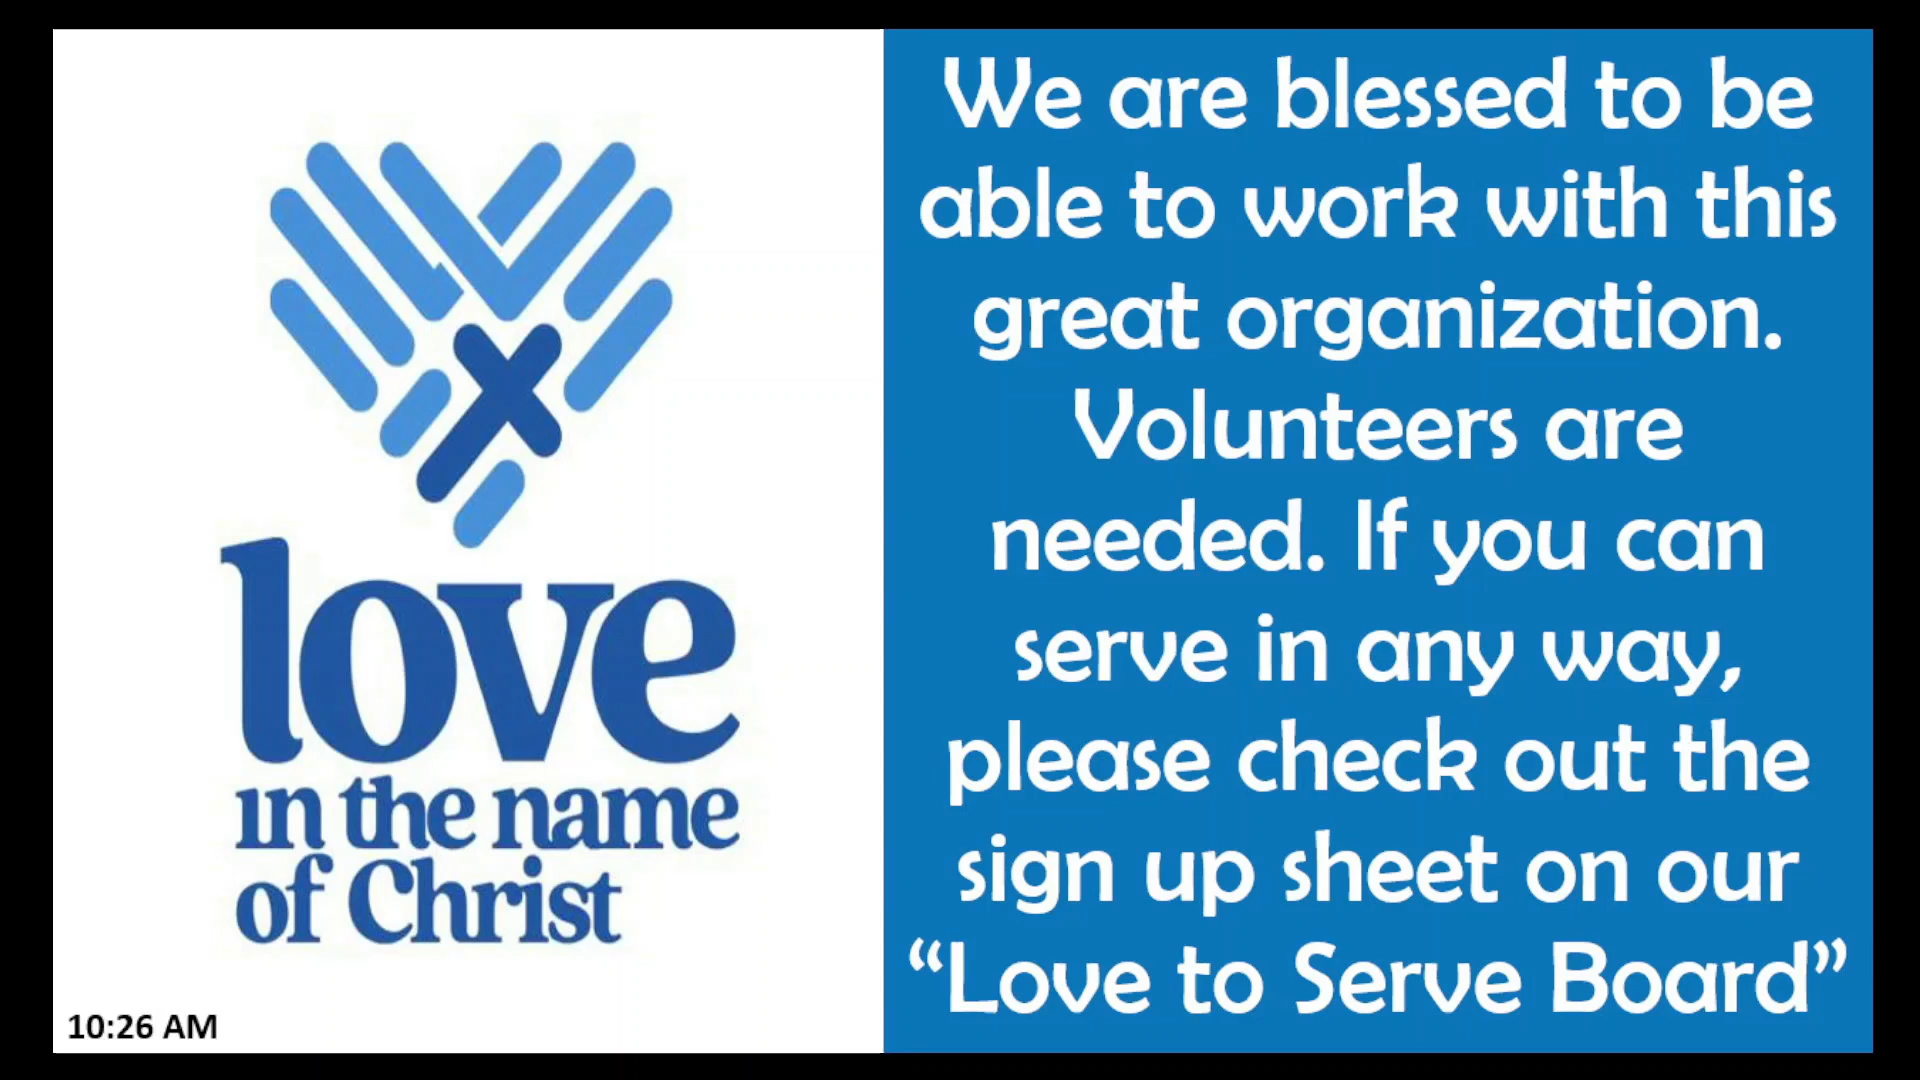 love
in the name
of Christ
10:26 AM
We are blessed to be
able to work with this
great organization.
Volunteers are
needed. If you can
serve in any way,
please check out the
sign up sheet on our
“Love to Serve Board”